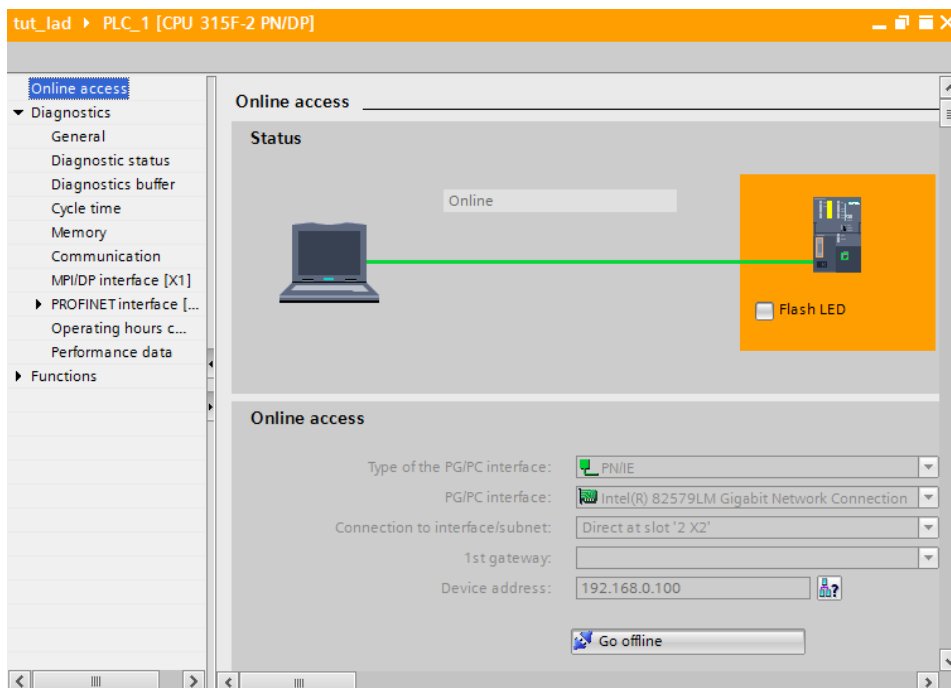 tut_lad ▸ PLC_1 [CPU 315F-2 PN/DP]
Online access
Diagnostics
General
Diagnostic status
Diagnostics buffer
Cycle time
Memory
Communication
MPI/DP interface [X1]
PROFINET interface [...
Operating hours c...
Performance data
Functions
Online access
Status
Online
Flash LED
Online access
Type of the PG/PC interface: PN/IE
PG/PC interface: Intel(R) 82579LM Gigabit Network Connection
Connection to interface/subnet: Direct at slot '2 X2'
1st gateway:
Device address: 192.168.0.100
Go offline